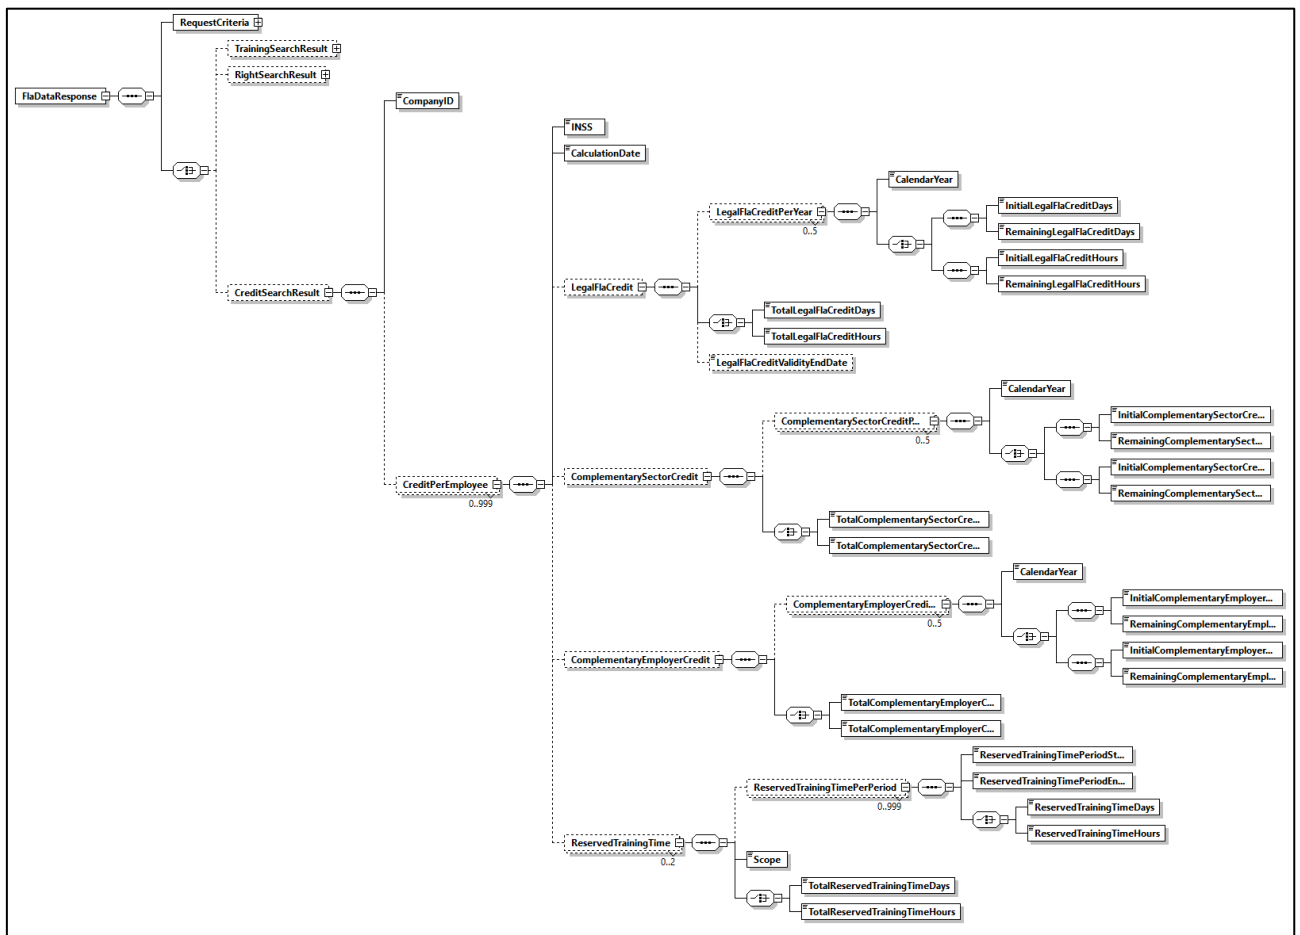 RequestCriteria
TrainingSearchResult
RightSearchResult
FlaDataResponse
CompanyID
INSS
CalculationDate
CalendarYear
LegalFlaCreditPerYear
0..5
InitialLegalFlaCreditDays
RemainingLegalFlaCreditDays
InitialLegalFlaCreditHours
RemainingLegalFlaCreditHours
CreditSearchResult
LegalFlaCredit
TotalLegalFlaCreditDays
TotalLegalFlaCreditHours
LegalFlaCreditValidityEndDate
CalendarYear
ComplementarySectorCreditP...
0..5
InitialComplementarySectorCre...
RemainingComplementarySect...
InitialComplementarySectorCre...
RemainingComplementarySect...
ComplementarySectorCredit
CreditPerEmployee
0..999
TotalComplementarySectorCre...
TotalComplementarySectorCre...
CalendarYear
ComplementaryEmployerCredi...
0..5
InitialComplementaryEmployer...
RemainingComplementaryEmpl...
InitialComplementaryEmployer...
RemainingComplementaryEmpl...
ComplementaryEmployerCredit
TotalComplementaryEmployerC...
TotalComplementaryEmployerC...
ReservedTrainingTimePeriodSt...
ReservedTrainingTimePerPeriod
0..999
ReservedTrainingTimePeriodEn...
ReservedTrainingTimeDays
ReservedTrainingTimeHours
ReservedTrainingTime
0..2
Scope
TotalReservedTrainingTimeDays
TotalReservedTrainingTimeHours